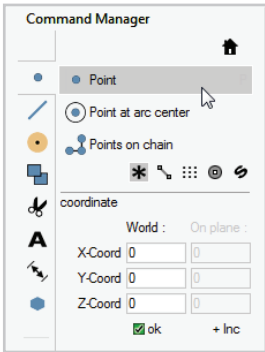 Command Manager
Point
Point at arc center
Points on chain
coordinate
World : On plane :
X-Coord 0 0
Y-Coord 0 0
Z-Coord 0 0
ok + Inc
A